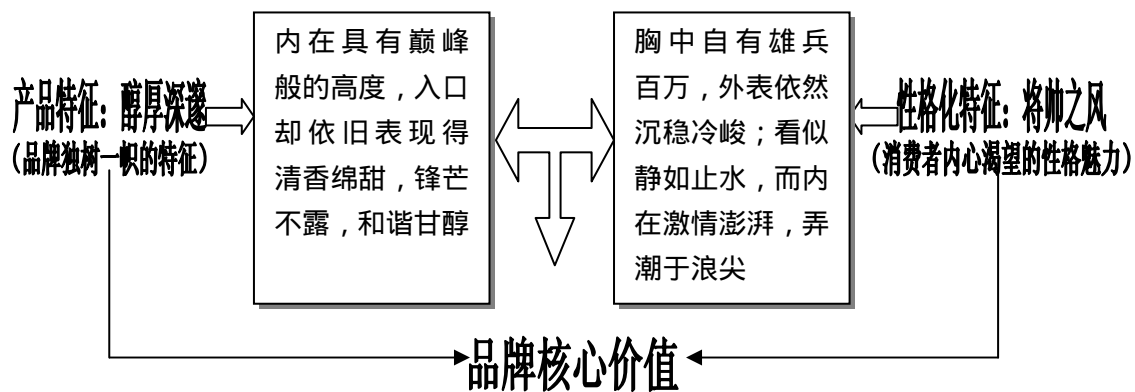 产品特征：醇厚深邃
（品牌独树一帜的特征）
内在具有巅峰
般的高度，入口
却依旧表现得
清香绵甜，锋芒
不露，和谐甘醇
胸中自有雄兵
百万，外表依然
沉稳冷峻；看似
静如止水，而内
在激情澎湃，弄
潮于浪尖
性格化特征：将帅之风
（消费者内心渴望的性格魅力）
品牌核心价值